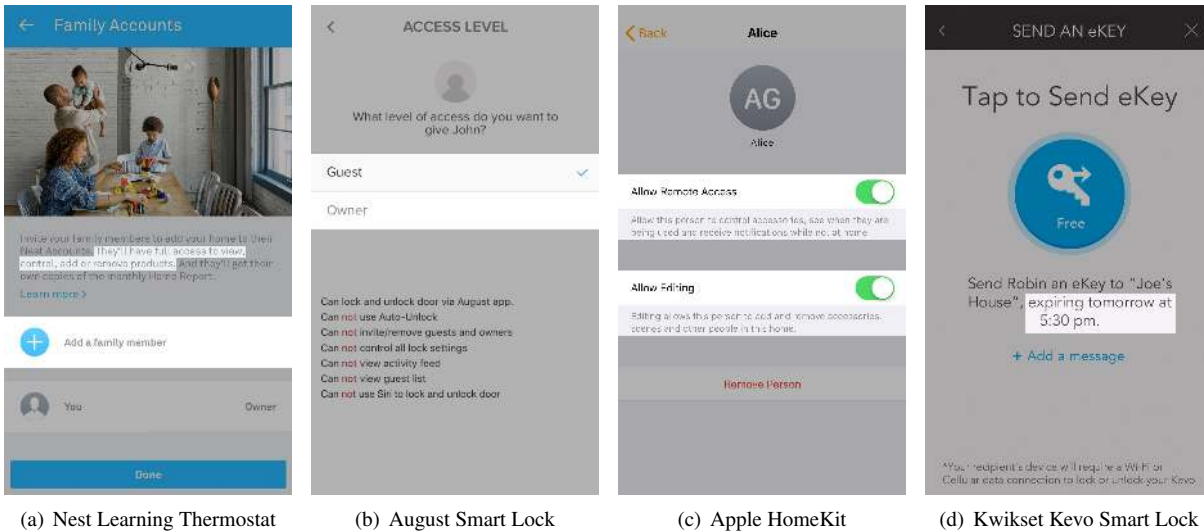 Family Accounts
Invite your family members to add your home to their
Nest Accounts. They'll have full access to view,
control, add or remove products. And they'll get their
own copies of the monthly Home Report.
Learn more >
Add a family member
You Owner
Done
(a) Nest Learning Thermostat
ACCESS LEVEL
What level of access do you want to
give John?
Guest
Owner
Can lock and unlock door via August app.
Can not use Auto-Unlock
Can not invite/remove guests and owners
Can not control all lock settings
Can not view activity feed
Can not view guest list
Can not use Siri to lock and unlock door
(b) August Smart Lock
Back Alice
AG
Alice
Allow Remote Access
Allow this person to control accessories, see when they are
being used and receive notifications while not at home.
Allow Editing
Editing allows this person to add and remove accessories,
scenes and other people in this home.
Remove Person
(c) Apple HomeKit
SEND AN eKEY
Tap to Send eKey
Free
Send Robin an eKey to "Joe's
House", expiring tomorrow at
5:30 pm.
+ Add a message
*Your recipient's device will require a Wi-Fi or
Cellular data connection to lock or unlock your Kevo
(d) Kwikset Kevo Smart Lock